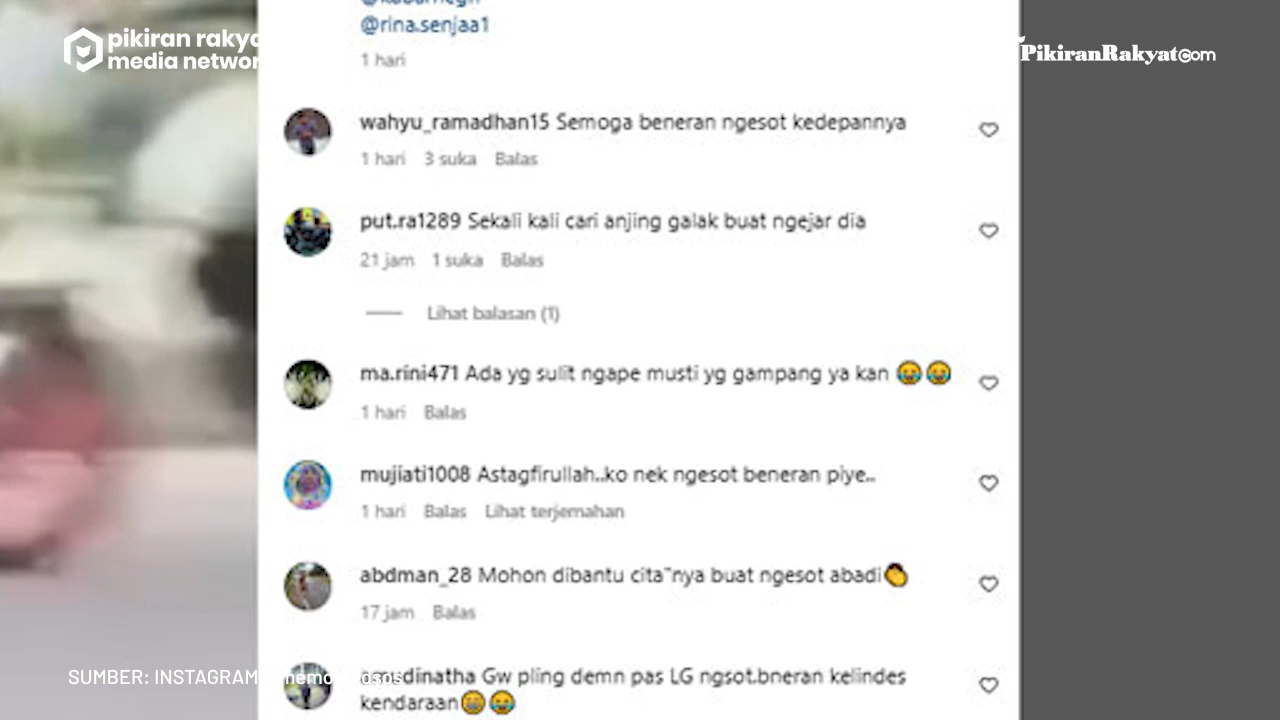 @rina.senjaa1
1 hari
pikiran rakya
media networ
PikiranRakyat.com
wahyu_ramadhan15 Semoga beneran ngesot kedepannya
1 hari 3 suka Balas
put.ra1289 Sekali kali cari anjing galak buat ngejar dia
21 jam 1 suka Balas
Lihat balasan (1)
ma.rini471 Ada yg sulit ngape musti yg gampang ya kan 😂😂
1 hari Balas
mujiati1008 Astagfirullah..ko nek ngesot beneran piye..
1 hari Balas Lihat terjemahan
abdman_28 Mohon dibantu cita"nya buat ngesot abadi👏
17 jam Balas
Gw pling demn pas LG ngsot.bneran kelindes
kendaraan😁😂
SUMBER: INSTAGRAM